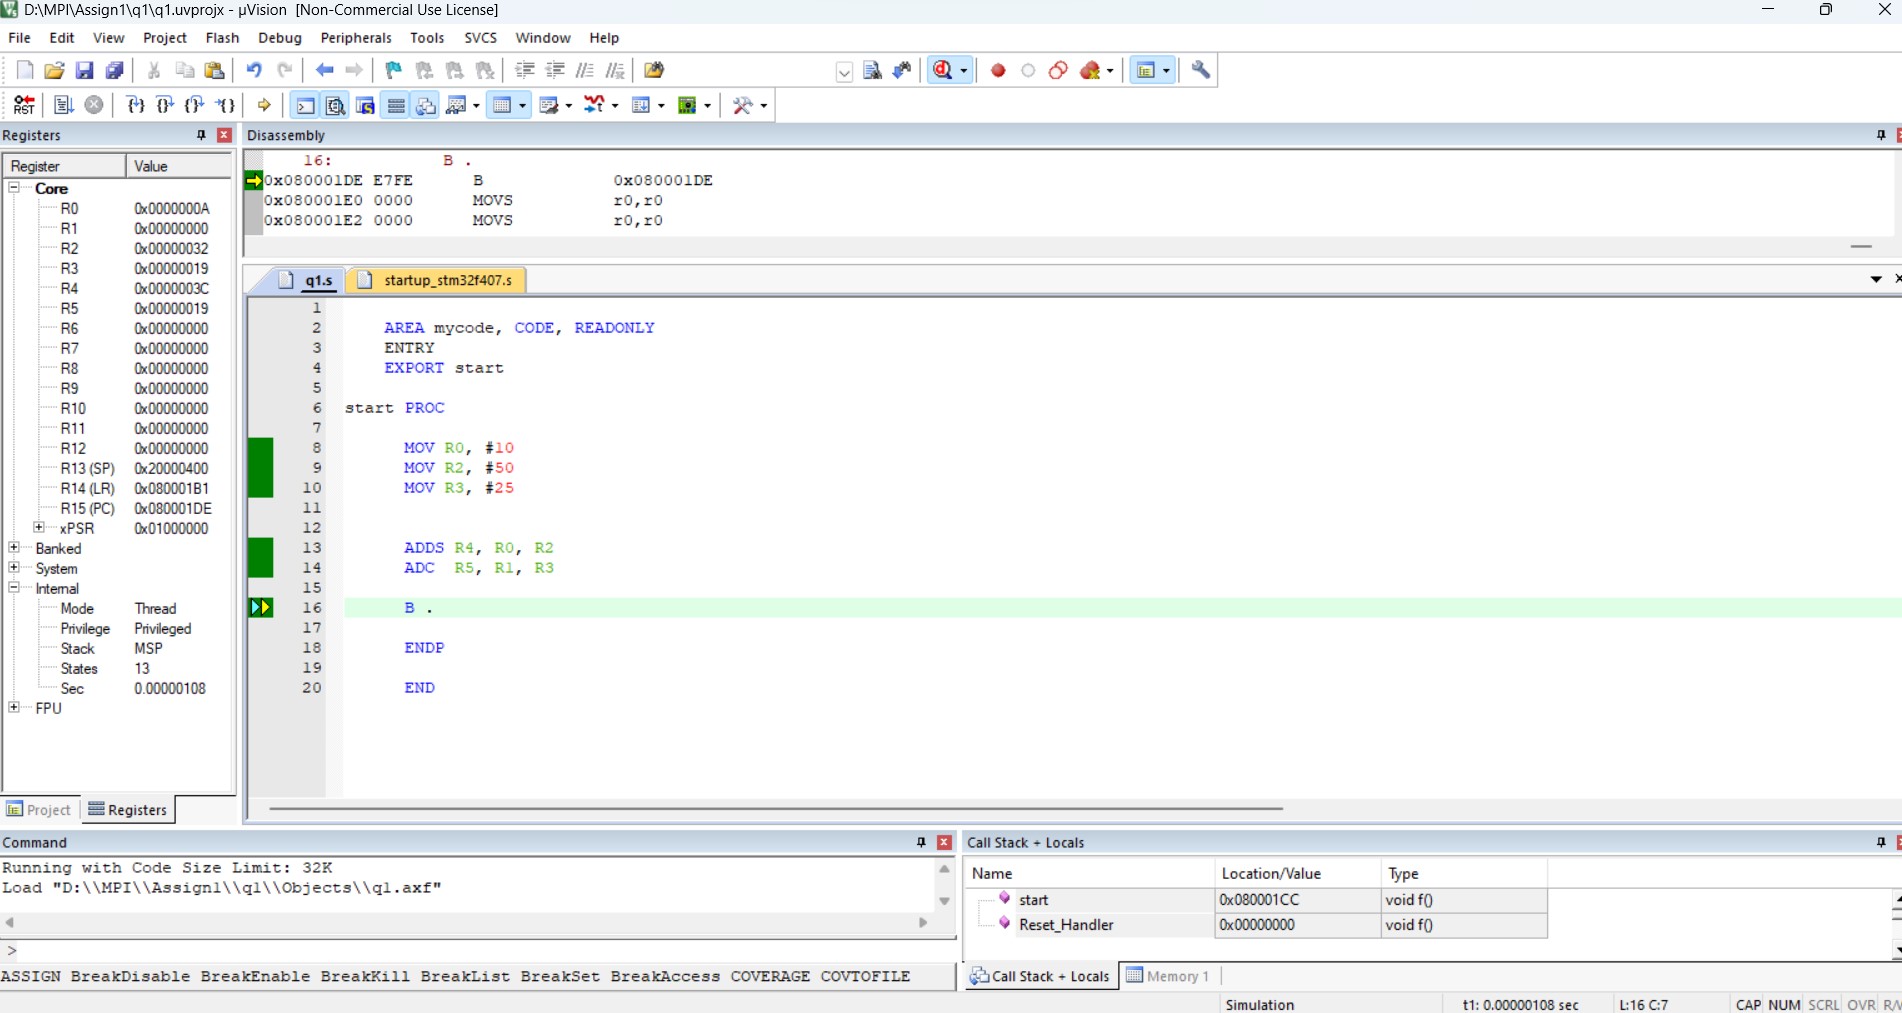 D:\MPI\Assign1\q1\q1.uvprojx - µVision [Non-Commercial Use License]
File Edit View Project Flash Debug Peripherals Tools SVCS Window Help
RST
Registers
Register Value
Core
R0 0x0000000A
R1 0x00000000
R2 0x00000032
R3 0x00000019
R4 0x0000003C
R5 0x00000019
R6 0x00000000
R7 0x00000000
R8 0x00000000
R9 0x00000000
R10 0x00000000
R11 0x00000000
R12 0x00000000
R13 (SP) 0x20000400
R14 (LR) 0x080001B1
R15 (PC) 0x080001DE
xPSR 0x01000000
Banked
System
Internal
Mode Thread
Privilege Privileged
Stack MSP
States 13
Sec 0.00000108
FPU
Project Registers
Disassembly
16: B .
0x080001DE E7FE B 0x080001DE
0x080001E0 0000 MOVS r0,r0
0x080001E2 0000 MOVS r0,r0
q1.s startup_stm32f407.s
1
2 AREA mycode, CODE, READONLY
3 ENTRY
4 EXPORT start
5
6 start PROC
7
8 MOV R0, #10
9 MOV R2, #50
10 MOV R3, #25
11
12
13 ADDS R4, R0, R2
14 ADC R5, R1, R3
15
16 B .
17
18 ENDP
19
20 END
Command
Running with Code Size Limit: 32K
Load "D:\\MPI\\Assign1\\q1\\Objects\\q1.axf"
>
ASSIGN BreakDisable BreakEnable BreakKill BreakList BreakSet BreakAccess COVERAGE COVTOFILE
Call Stack + Locals
Name Location/Value Type
start 0x080001CC void f()
Reset_Handler 0x00000000 void f()
Call Stack + Locals Memory 1
Simulation t1: 0.00000108 sec L:16 C:7 CAP NUM SCRL OVR R/